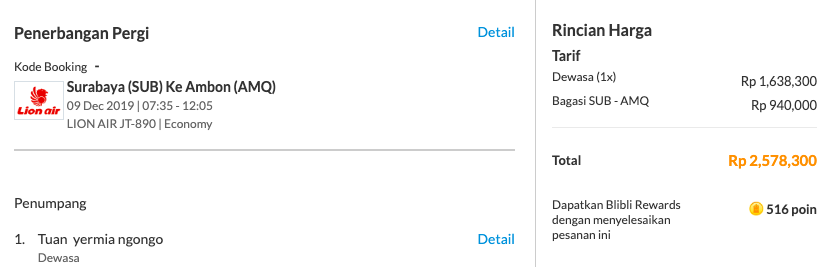 Penerbangan Pergi
Detail
Kode Booking -
Lion air
Surabaya (SUB) Ke Ambon (AMQ)
09 Dec 2019 | 07:35 - 12:05
LION AIR JT-890 | Economy
Penumpang
1. Tuan yermia ngongo
Detail
Dewasa
Rincian Harga
Tarif
Dewasa (1x)
Rp 1,638,300
Bagasi SUB - AMQ
Rp 940,000
Total
Rp 2,578,300
Dapatkan Blibli Rewards
dengan menyelesaikan
pesanan ini
516 poin